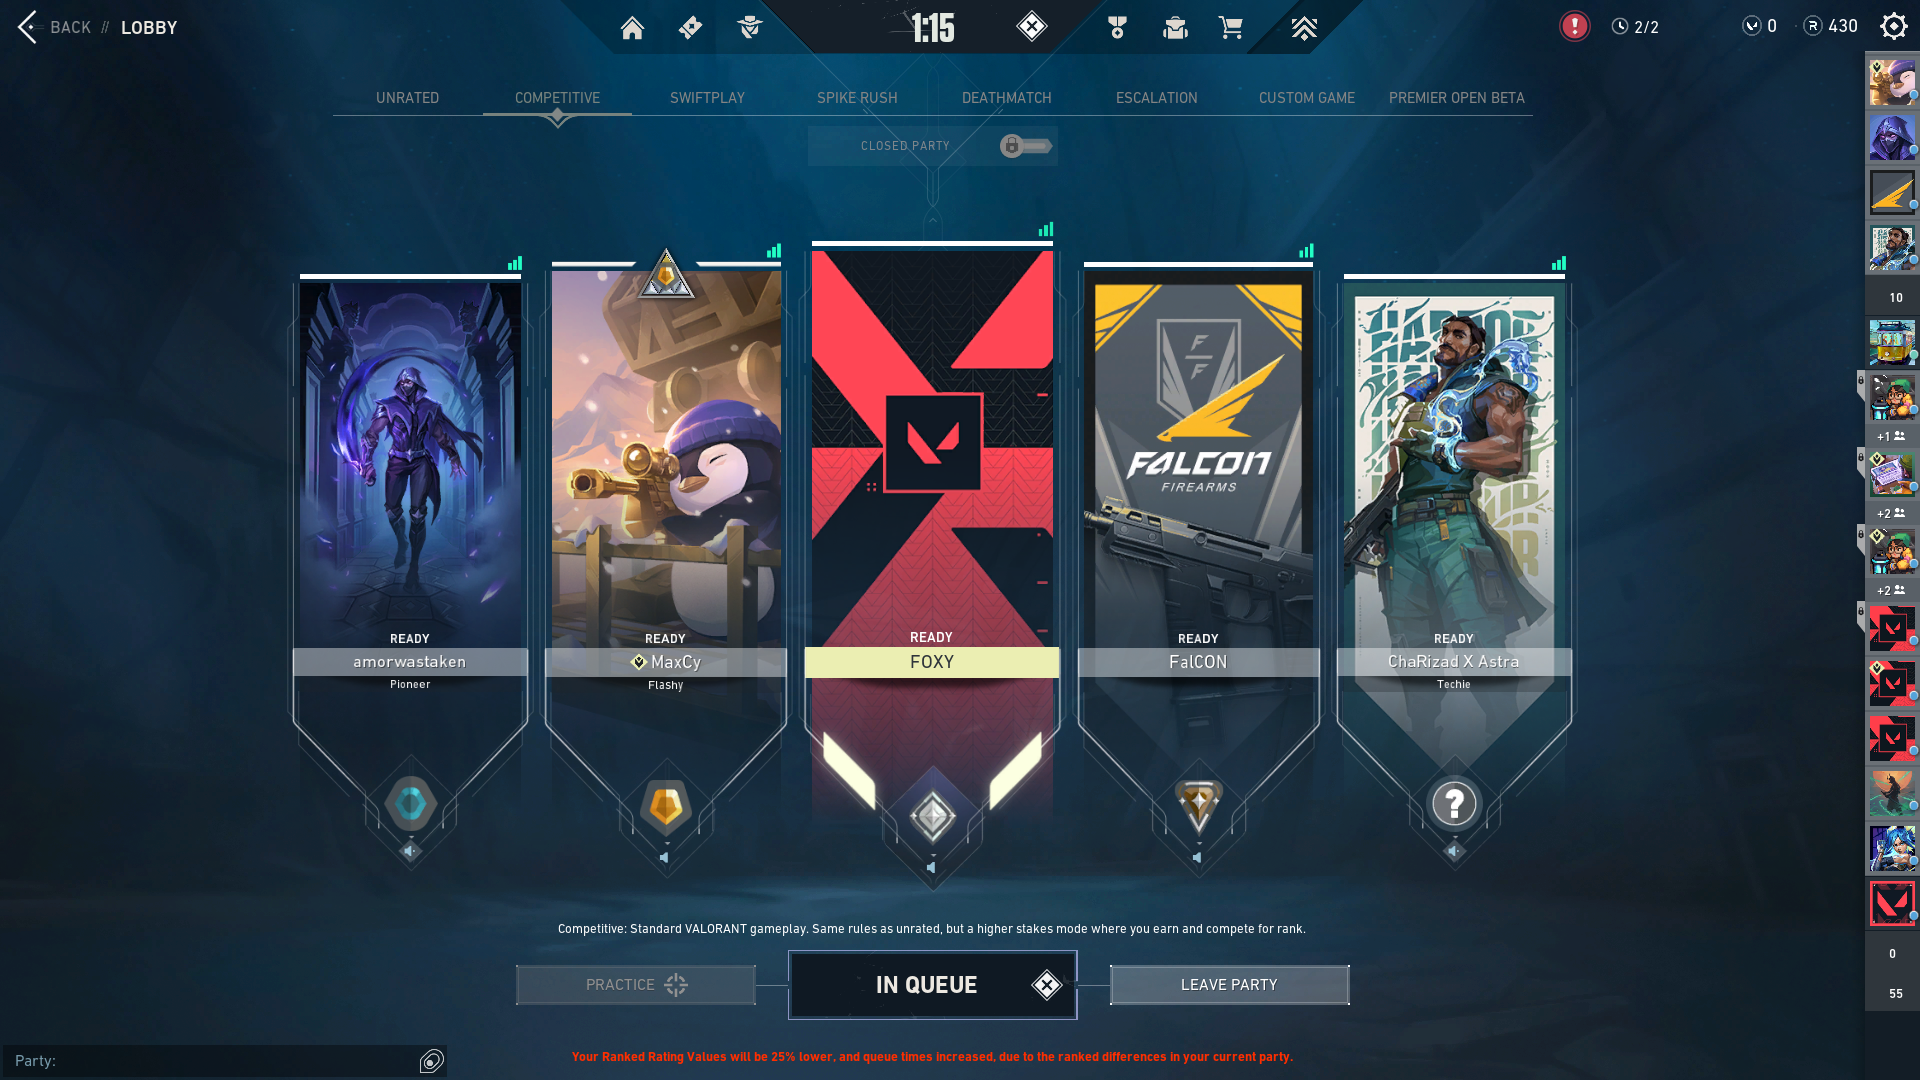 BACK // LOBBY
1:15
2/2
0
430
UNRATED
COMPETITIVE
SWIFTPLAY
SPIKE RUSH
DEATHMATCH
ESCALATION
CUSTOM GAME
PREMIER OPEN BETA
CLOSED PARTY
F
F
FALCON
FIREARMS
READY
amorwastaken
Pioneer
READY
MaxCy
Flashy
READY
FOXY
READY
FalCON
READY
ChaRizad X Astra
Techie
?
Competitive: Standard VALORANT gameplay. Same rules as unrated, but a higher stakes mode where you earn and compete for rank.
PRACTICE
IN QUEUE
LEAVE PARTY
Party:
Your Ranked Rating Values will be 25% lower, and queue times increased, due to the ranked differences in your current party.
10
+1
+2
+2
0
55